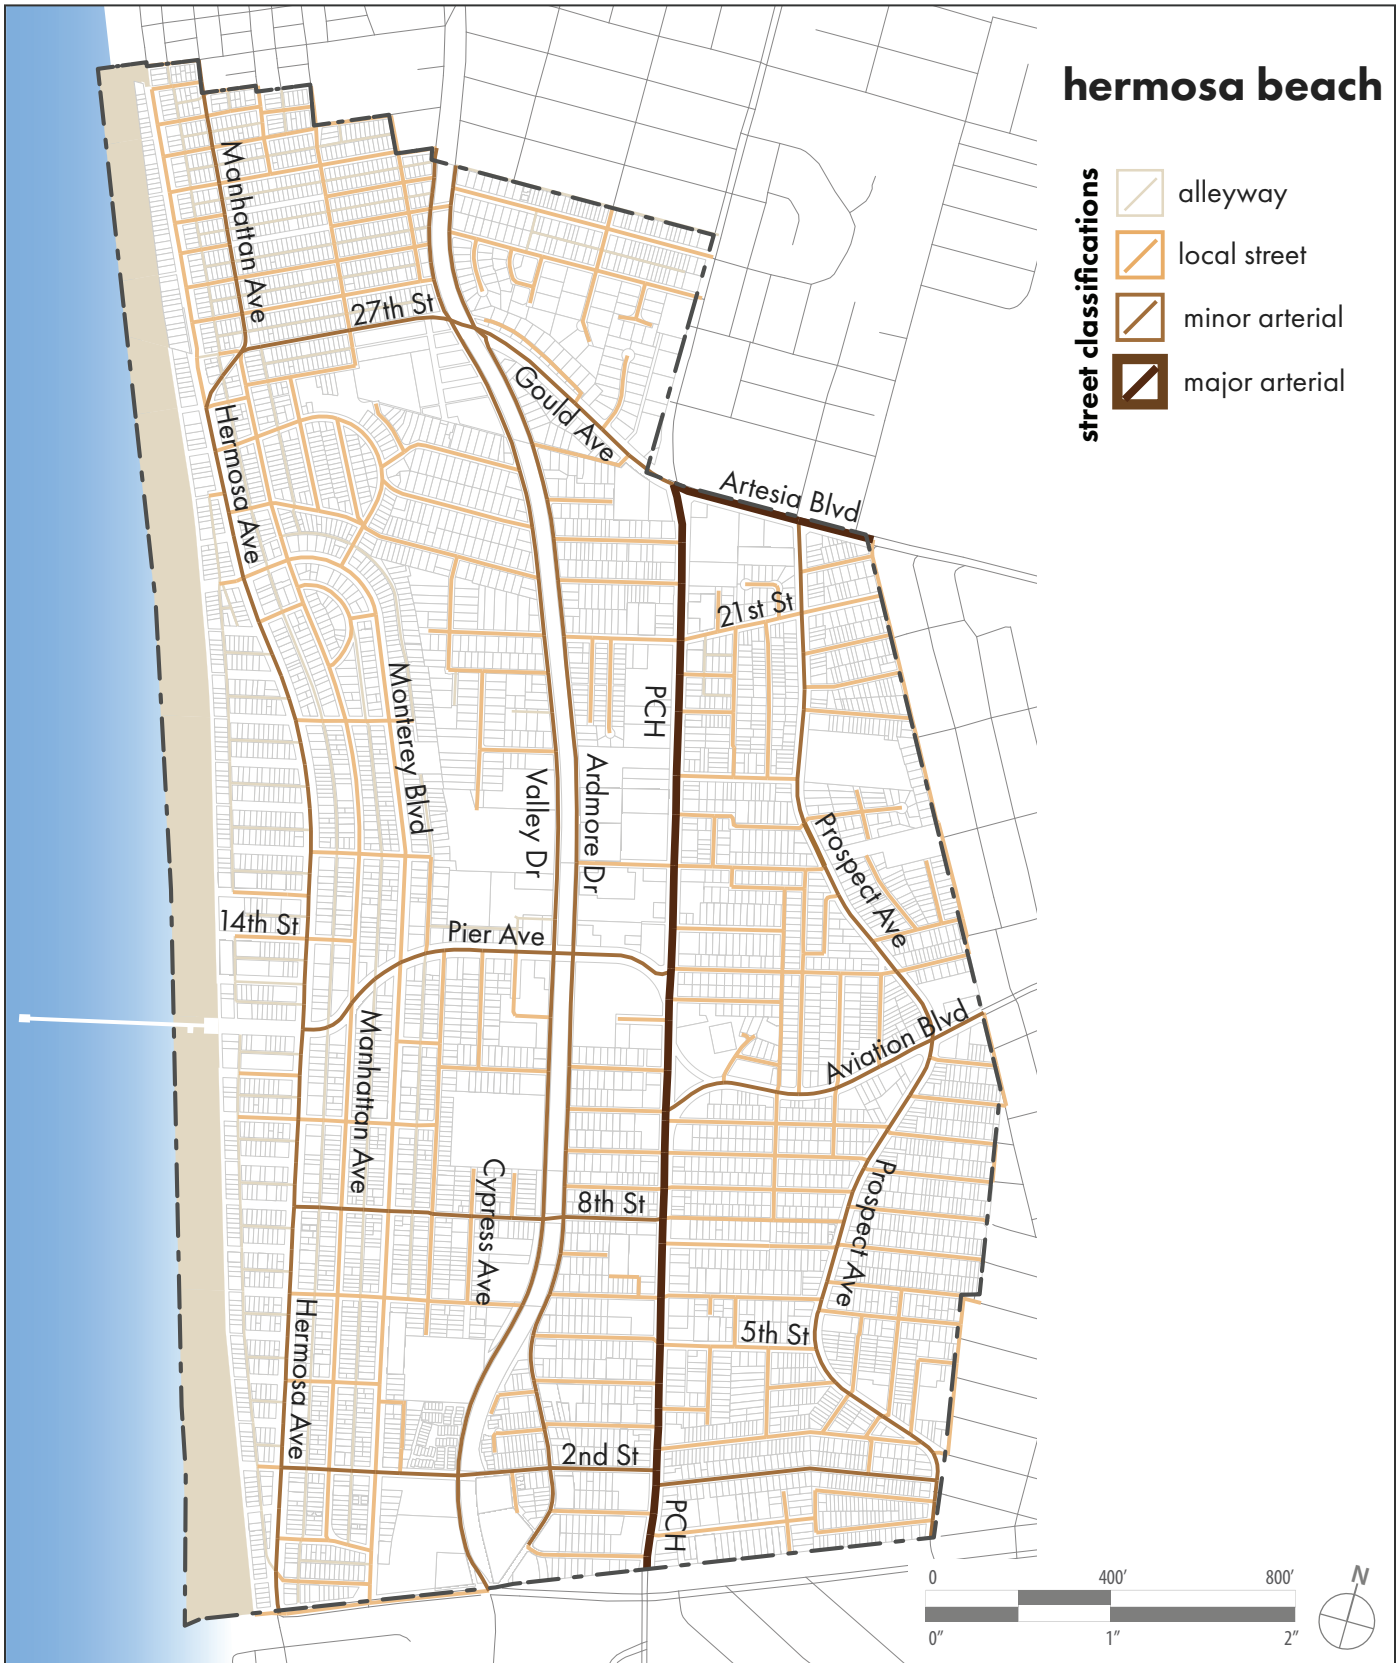 hermosa beach
street classifications
alleyway
local street
minor arterial
major arterial
Manhattan Ave
27th St
Gould Ave
Hermosa Ave
Artesia Blvd
21st St
PCH
Monterey Blvd
Valley Dr
Ardmore Dr
Prospect Ave
14th St
Pier Ave
Manhattan Ave
Aviation Blvd
Cypress Ave
8th St
Prospect Ave
Hermosa Ave
5th St
2nd St
PCH
0 400' 800'
0" 1" 2"
N